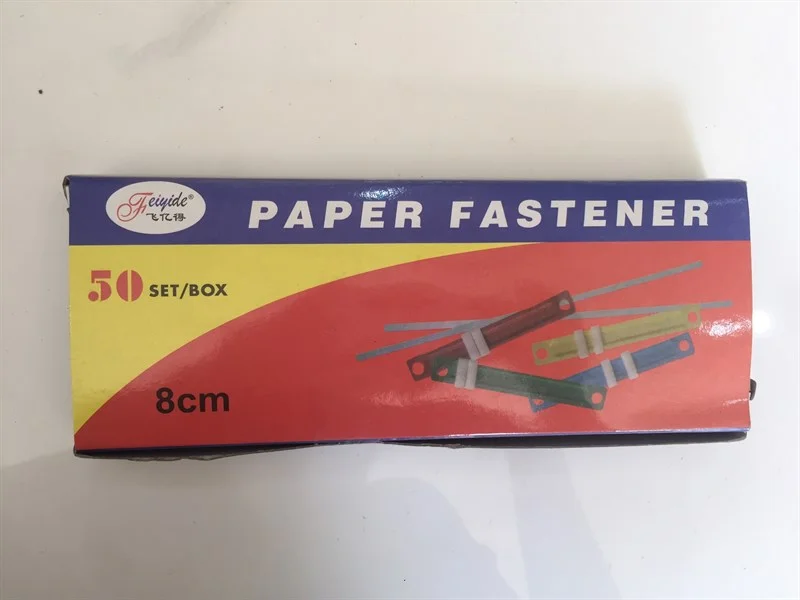 Feiyide®
飞亿得
PAPER FASTENER
50 SET/BOX
8cm